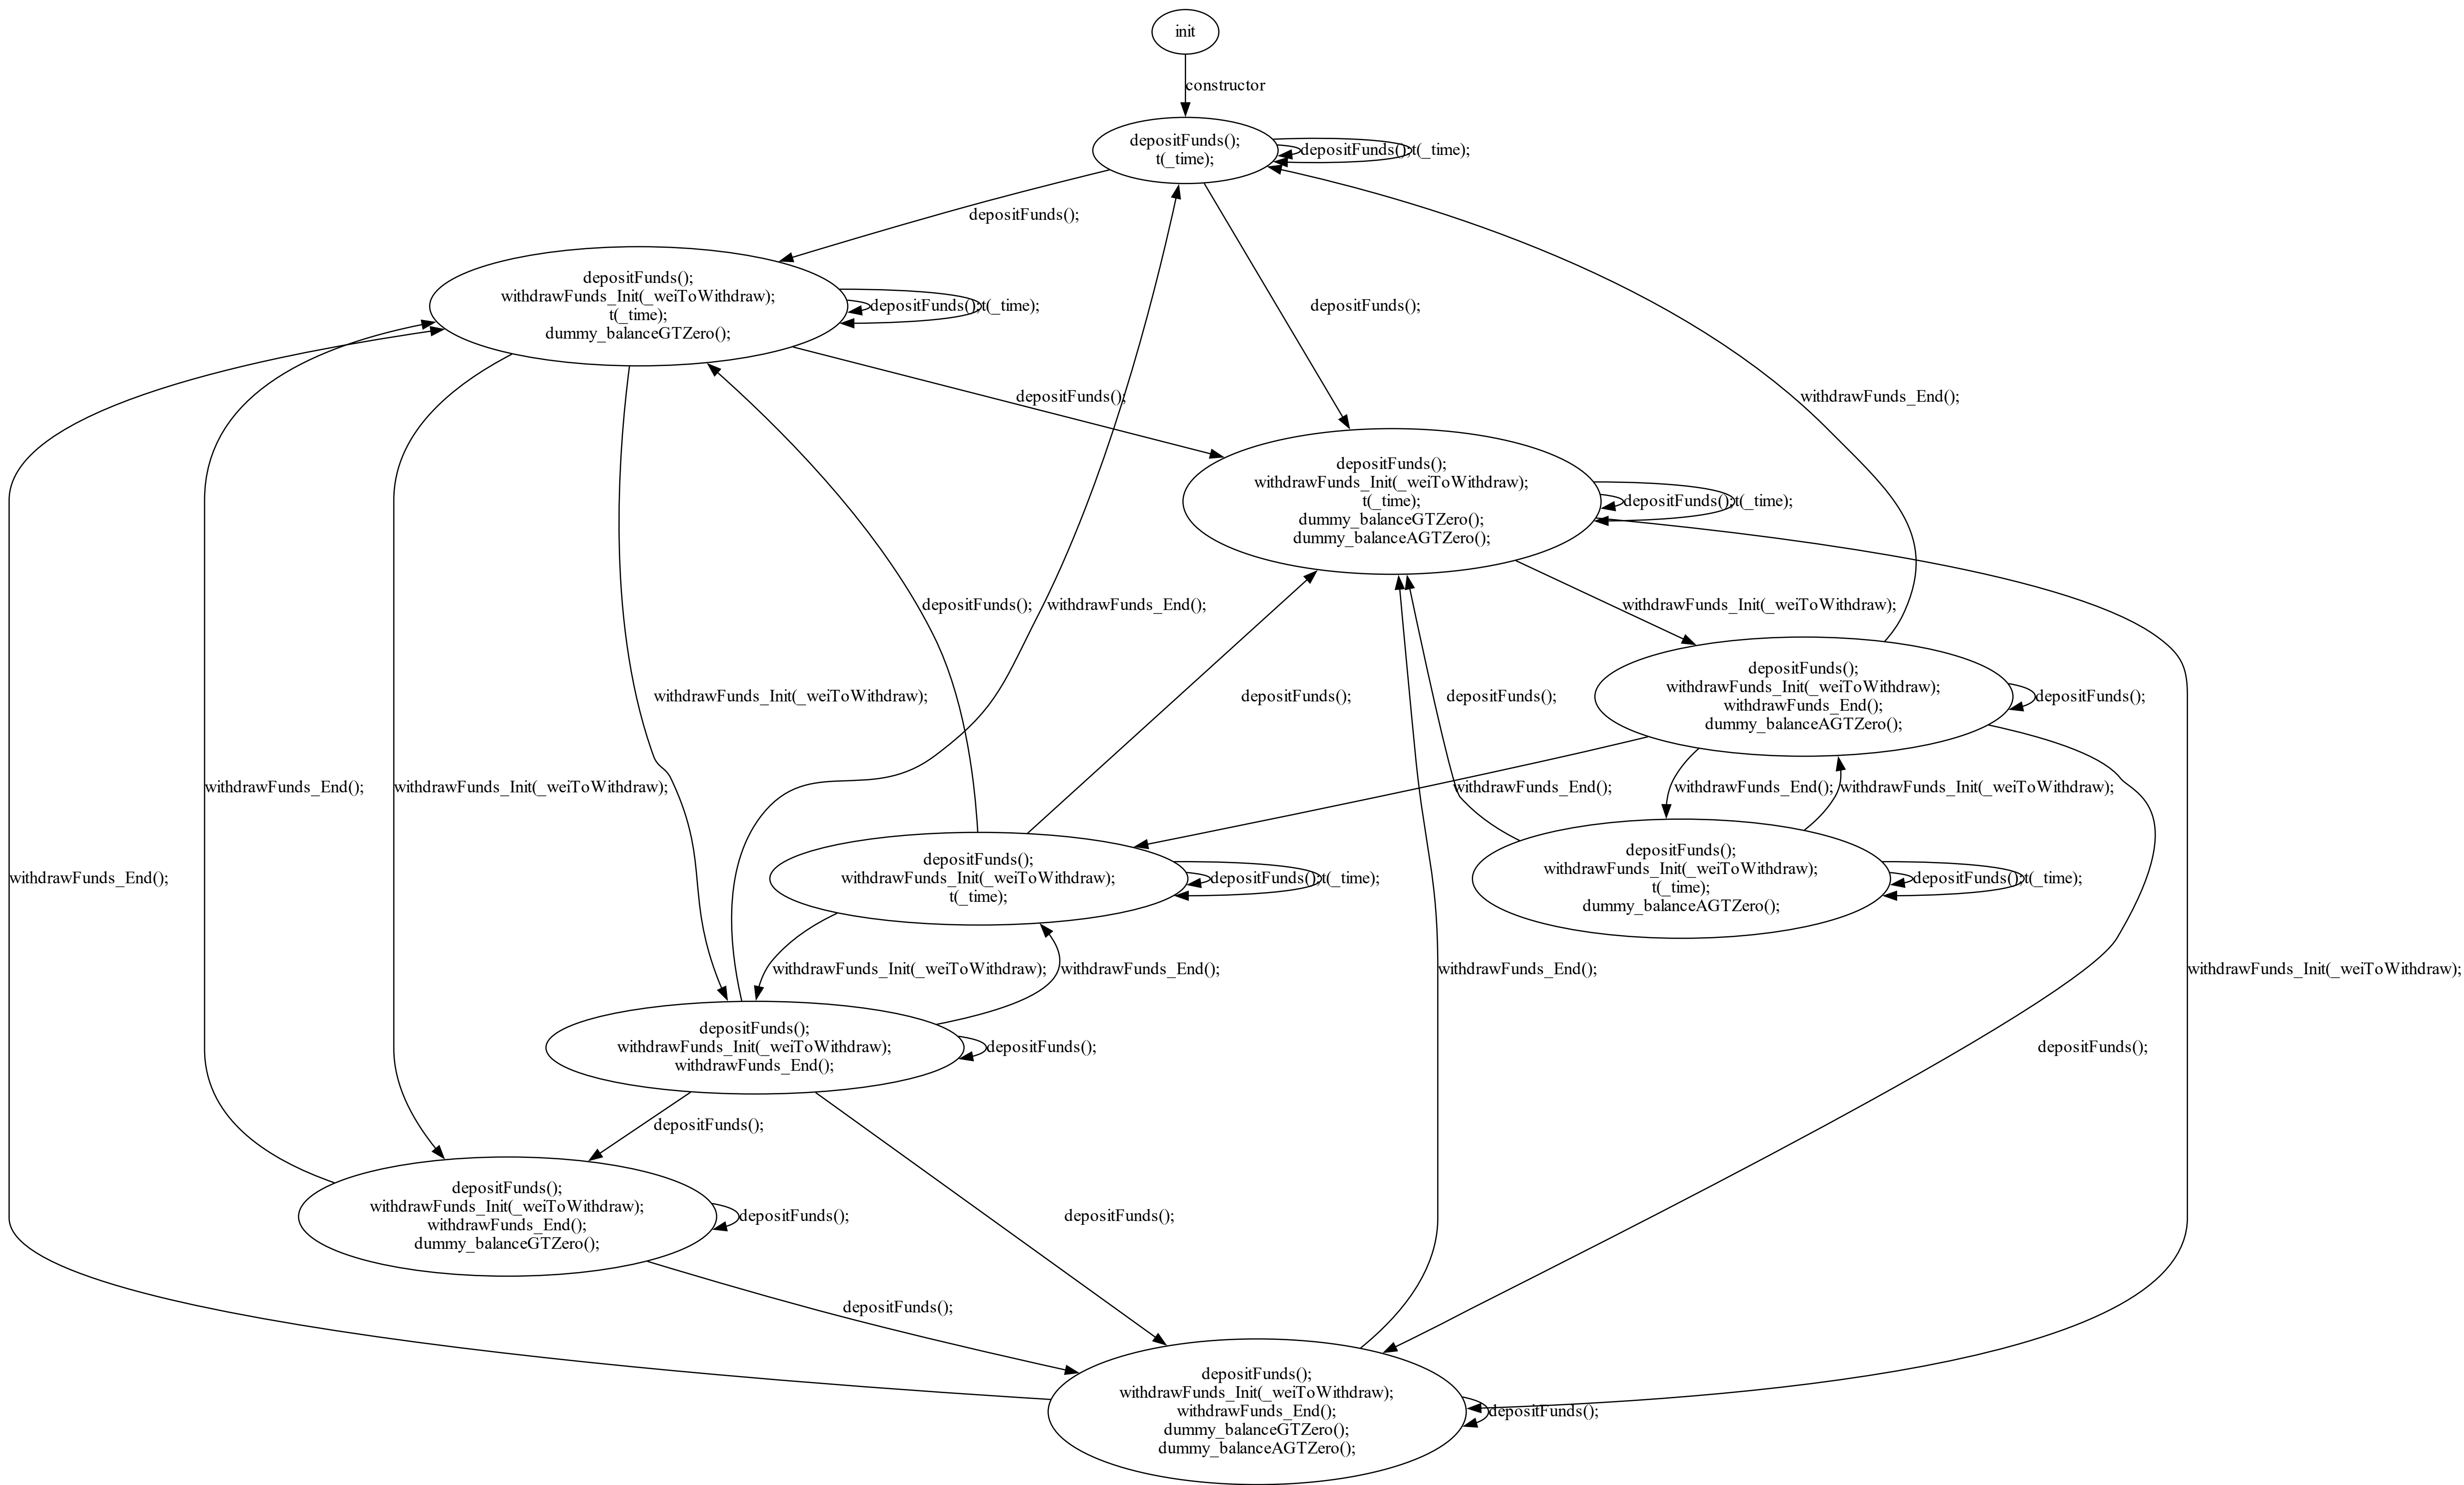 init
constructor
depositFunds();
t(_time);
depositFunds();
t(_time);
depositFunds();
depositFunds();
withdrawFunds_Init(_weiToWithdraw);
t(_time);
dummy_balanceGTZero();
depositFunds();
t(_time);
depositFunds();
depositFunds();
withdrawFunds_End();
depositFunds();
withdrawFunds_Init(_weiToWithdraw);
t(_time);
dummy_balanceGTZero();
dummy_balanceAGTZero();
depositFunds();
t(_time);
depositFunds();
withdrawFunds_End();
withdrawFunds_Init(_weiToWithdraw);
withdrawFunds_Init(_weiToWithdraw);
depositFunds();
depositFunds();
depositFunds();
withdrawFunds_Init(_weiToWithdraw);
withdrawFunds_End();
dummy_balanceAGTZero();
depositFunds();
withdrawFunds_End();
withdrawFunds_Init(_weiToWithdraw);
withdrawFunds_End();
withdrawFunds_End();
withdrawFunds_Init(_weiToWithdraw);
withdrawFunds_End();
depositFunds();
withdrawFunds_Init(_weiToWithdraw);
t(_time);
depositFunds();
t(_time);
depositFunds();
withdrawFunds_Init(_weiToWithdraw);
t(_time);
dummy_balanceAGTZero();
depositFunds();
t(_time);
withdrawFunds_Init(_weiToWithdraw);
withdrawFunds_End();
withdrawFunds_End();
withdrawFunds_Init(_weiToWithdraw);
depositFunds();
withdrawFunds_Init(_weiToWithdraw);
withdrawFunds_End();
depositFunds();
depositFunds();
depositFunds();
depositFunds();
withdrawFunds_Init(_weiToWithdraw);
withdrawFunds_End();
dummy_balanceGTZero();
depositFunds();
depositFunds();
depositFunds();
depositFunds();
withdrawFunds_Init(_weiToWithdraw);
withdrawFunds_End();
dummy_balanceGTZero();
dummy_balanceAGTZero();
depositFunds();